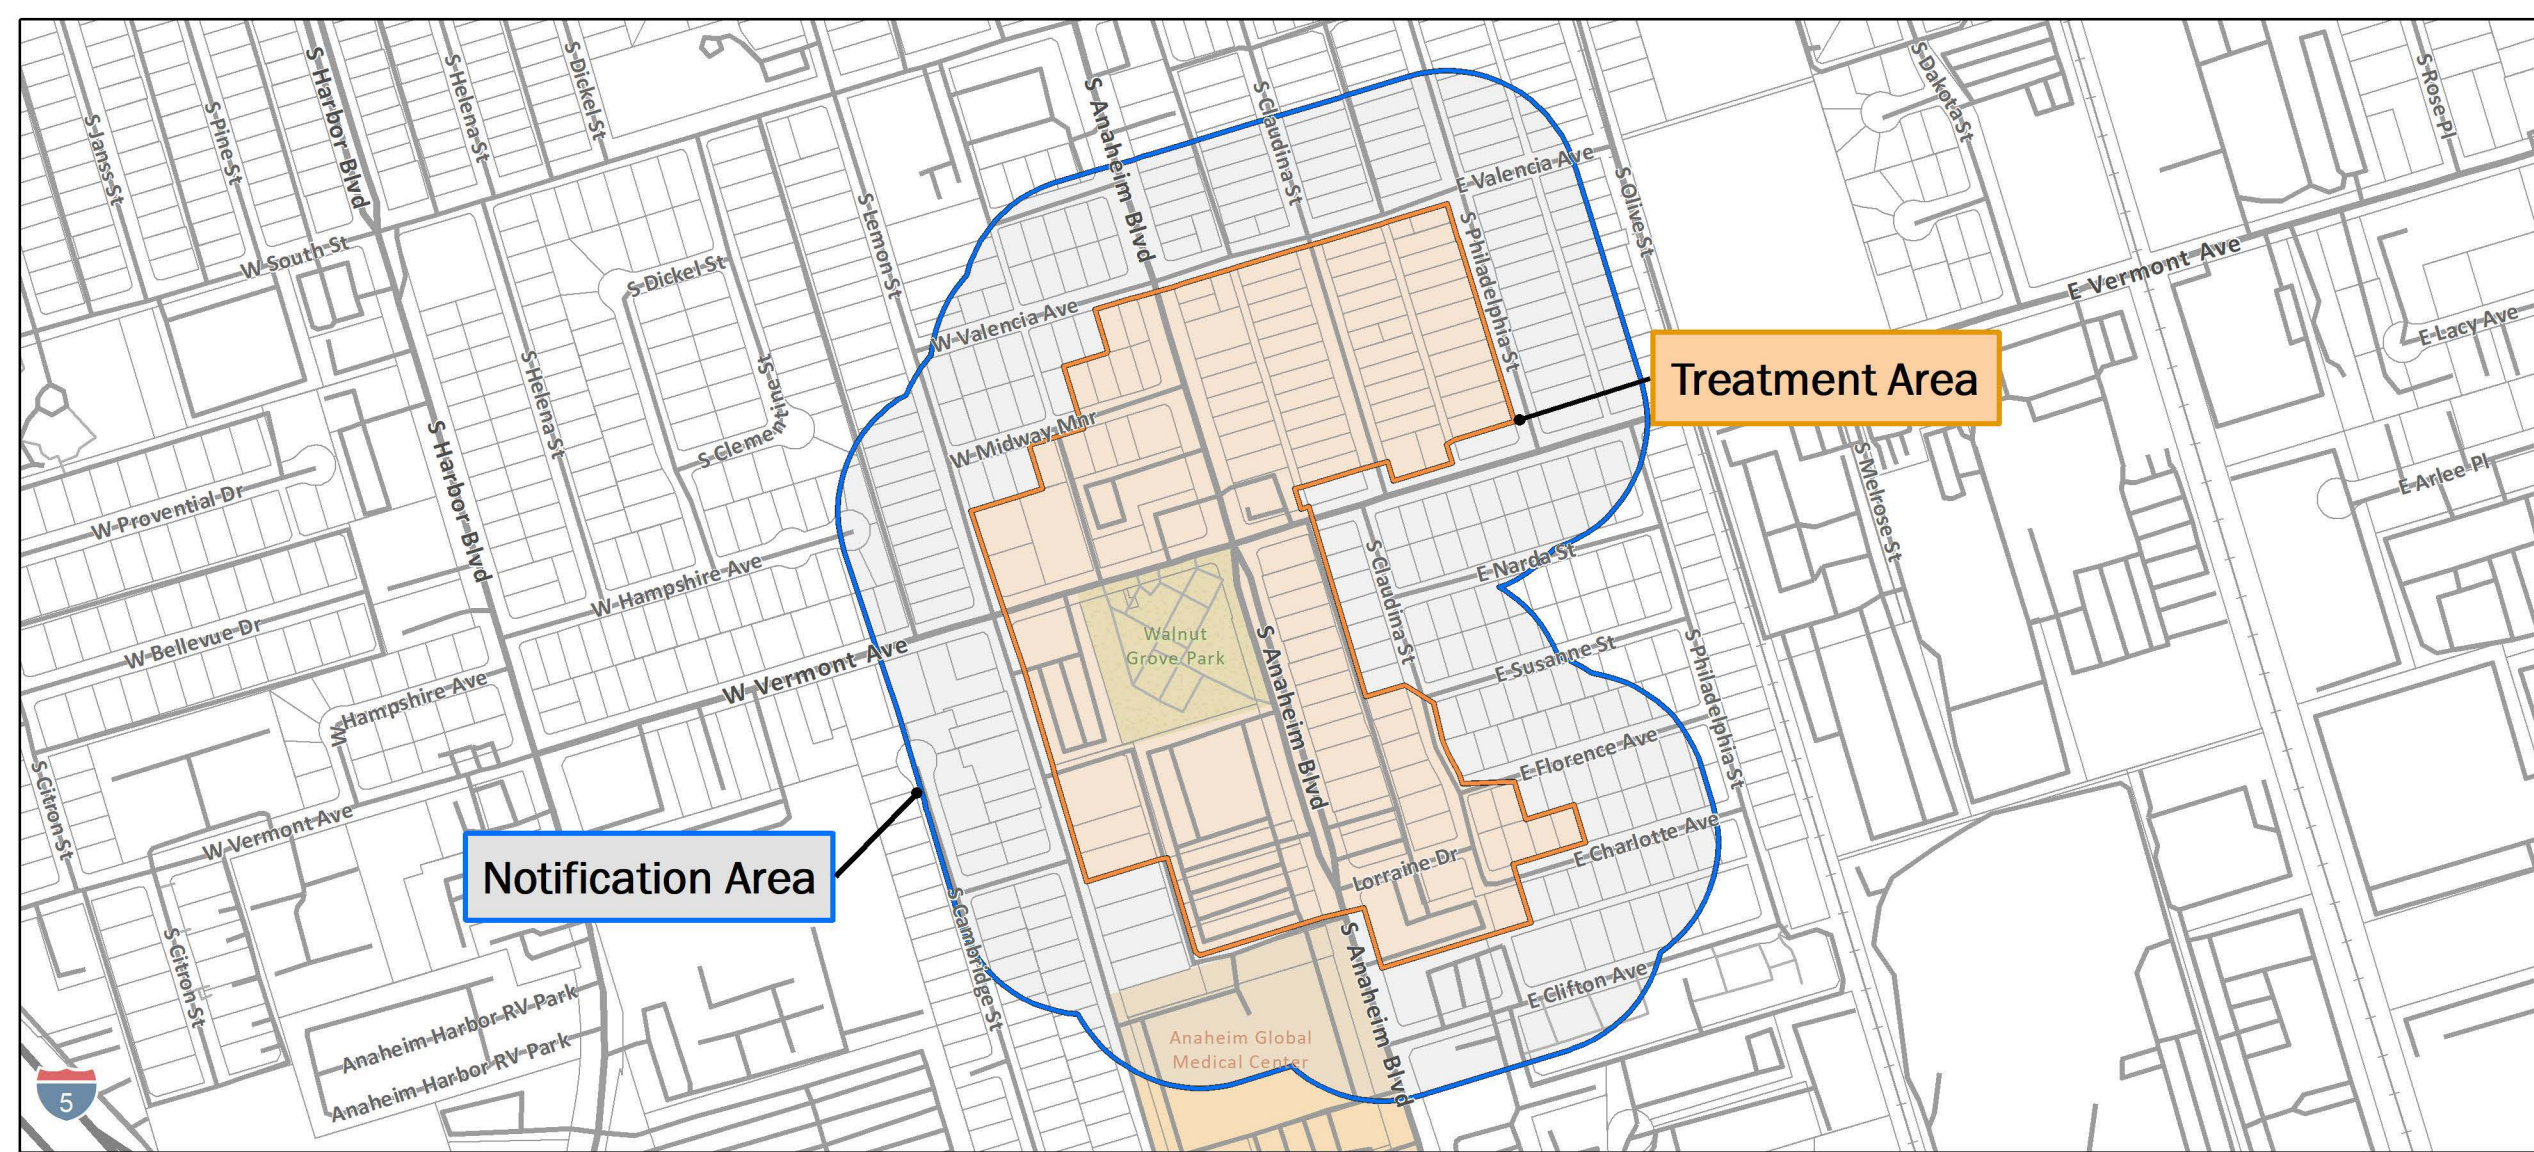 S Janss St
S Pine St
S Harbor Blvd
S Helena St
S Dickel St
S Anaheim Blvd
S Claudina St
E Valencia Ave
S Olive St
S Dakota St
S Rose Pl
W South St
S Dickel St
S Lemon St
W Valencia Ave
S Philadelphia St
E Vermont Ave
E Lacy Ave
Treatment Area
S Helena St
S Clementine St
W Midway Mnr
S Harbor Blvd
W Proventival Dr
S Melrose St
E Arlee Pl
W Hampshire Ave
S Claudina St
E Narda St
W Bellevue Dr
Walnut
Grove Park
W Vermont Ave
S Anaheim Blvd
E Susanne St
S Philadelphia St
W Hampshire Ave
S Citron St
W Vermont Ave
E Florence Ave
E Charlotte Ave
Lorraine Dr
Notification Area
S Citron St
S Cambridge St
S Anaheim Blvd
E Clifton Ave
Anaheim Harbor RV Park
Anaheim Harbor RV Park
Anaheim Global
Medical Center
5